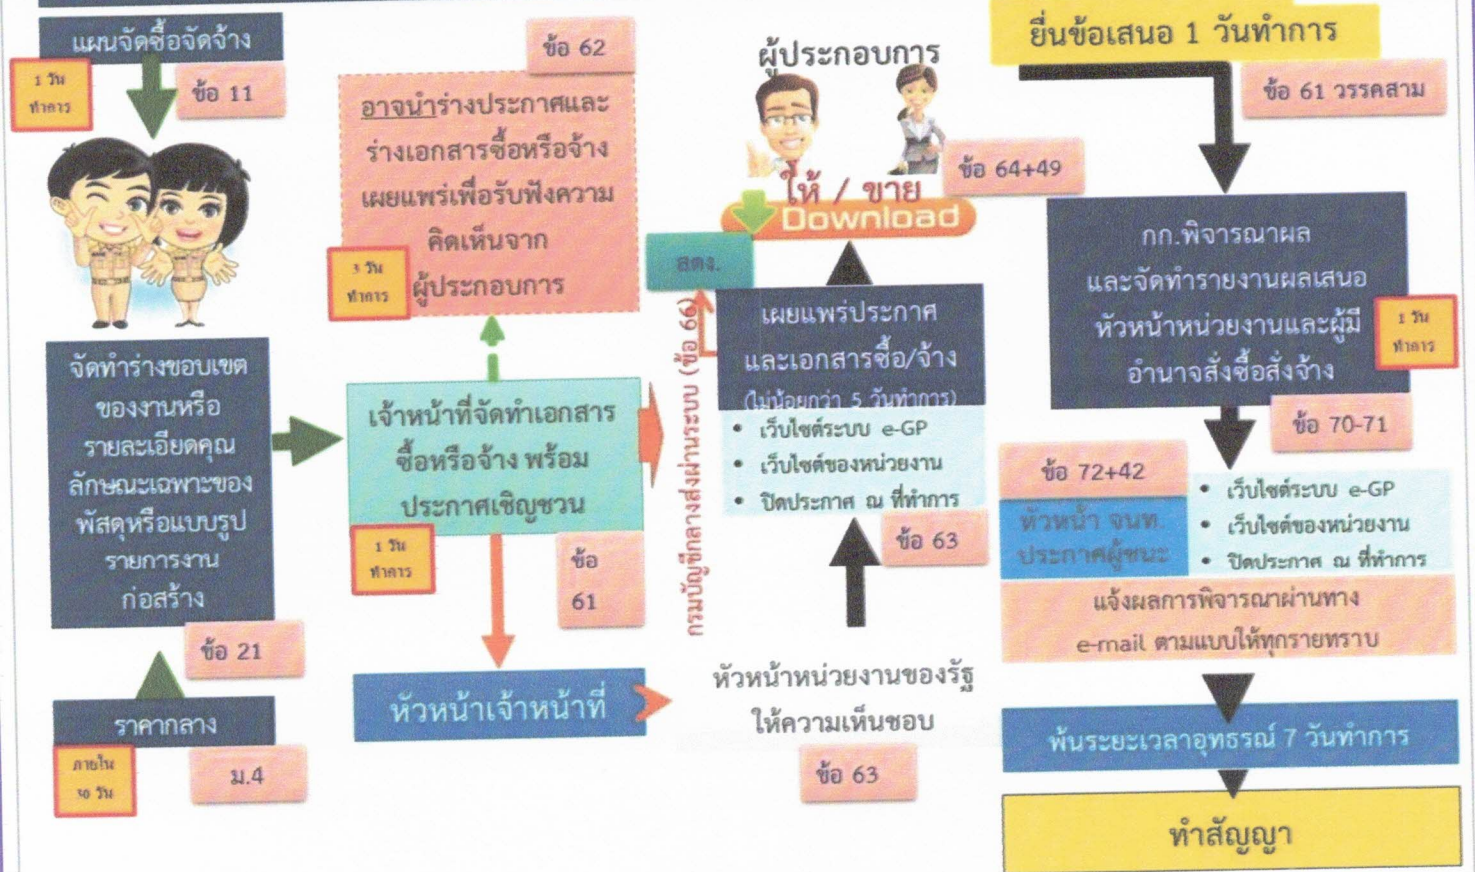 แผนจัดซื้อจัดจ้าง
1 วัน
ทำการ
ข้อ 11
จัดทำร่างขอบเขต
ของงานหรือ
รายละเอียดคุณ
ลักษณะเฉพาะของ
พัสดุหรือแบบรูป
รายการงาน
ก่อสร้าง
ข้อ 21
ราคากลาง
ภายใน
30 วัน
ม.4
ข้อ 62
อาจนำร่างประกาศและ
ร่างเอกสารซื้อหรือจ้าง
เผยแพร่เพื่อรับฟังความ
คิดเห็นจาก
ผู้ประกอบการ
3 วัน
ทำการ
เจ้าหน้าที่จัดทำเอกสาร
ซื้อหรือจ้าง พร้อม
ประกาศเชิญชวน
1 วัน
ทำการ
ข้อ
61
หัวหน้าเจ้าหน้าที่
หัวหน้าหน่วยงานของรัฐ
ให้ความเห็นชอบ
ข้อ 63
ข้อ 63
กรมบัญชีกลางส่งผ่านระบบ (ข้อ 66)
สตง.
เผยแพร่ประกาศ
และเอกสารซื้อ/จ้าง
(ไม่น้อยกว่า 5 วันทำการ)
• เว็บไซต์ระบบ e-GP
• เว็บไซต์ของหน่วยงาน
• ปิดประกาศ ณ ที่ทำการ
ผู้ประกอบการ
ให้ / ขาย
Download
ข้อ 64+49
ยื่นข้อเสนอ 1 วันทำการ
ข้อ 61 วรรคสาม
กก.พิจารณาผล
และจัดทำรายงานผลเสนอ
หัวหน้าหน่วยงานและผู้มี
อำนาจสั่งซื้อสั่งจ้าง
1 วัน
ทำการ
ข้อ 70-71
ข้อ 72+42
หัวหน้า จนท.
ประกาศผู้ชนะ
• เว็บไซต์ระบบ e-GP
• เว็บไซต์ของหน่วยงาน
• ปิดประกาศ ณ ที่ทำการ
แจ้งผลการพิจารณาผ่านทาง
e-mail ตามแบบให้ทุกรายทราบ
พ้นระยะเวลาอุทธรณ์ 7 วันทำการ
ทำสัญญา